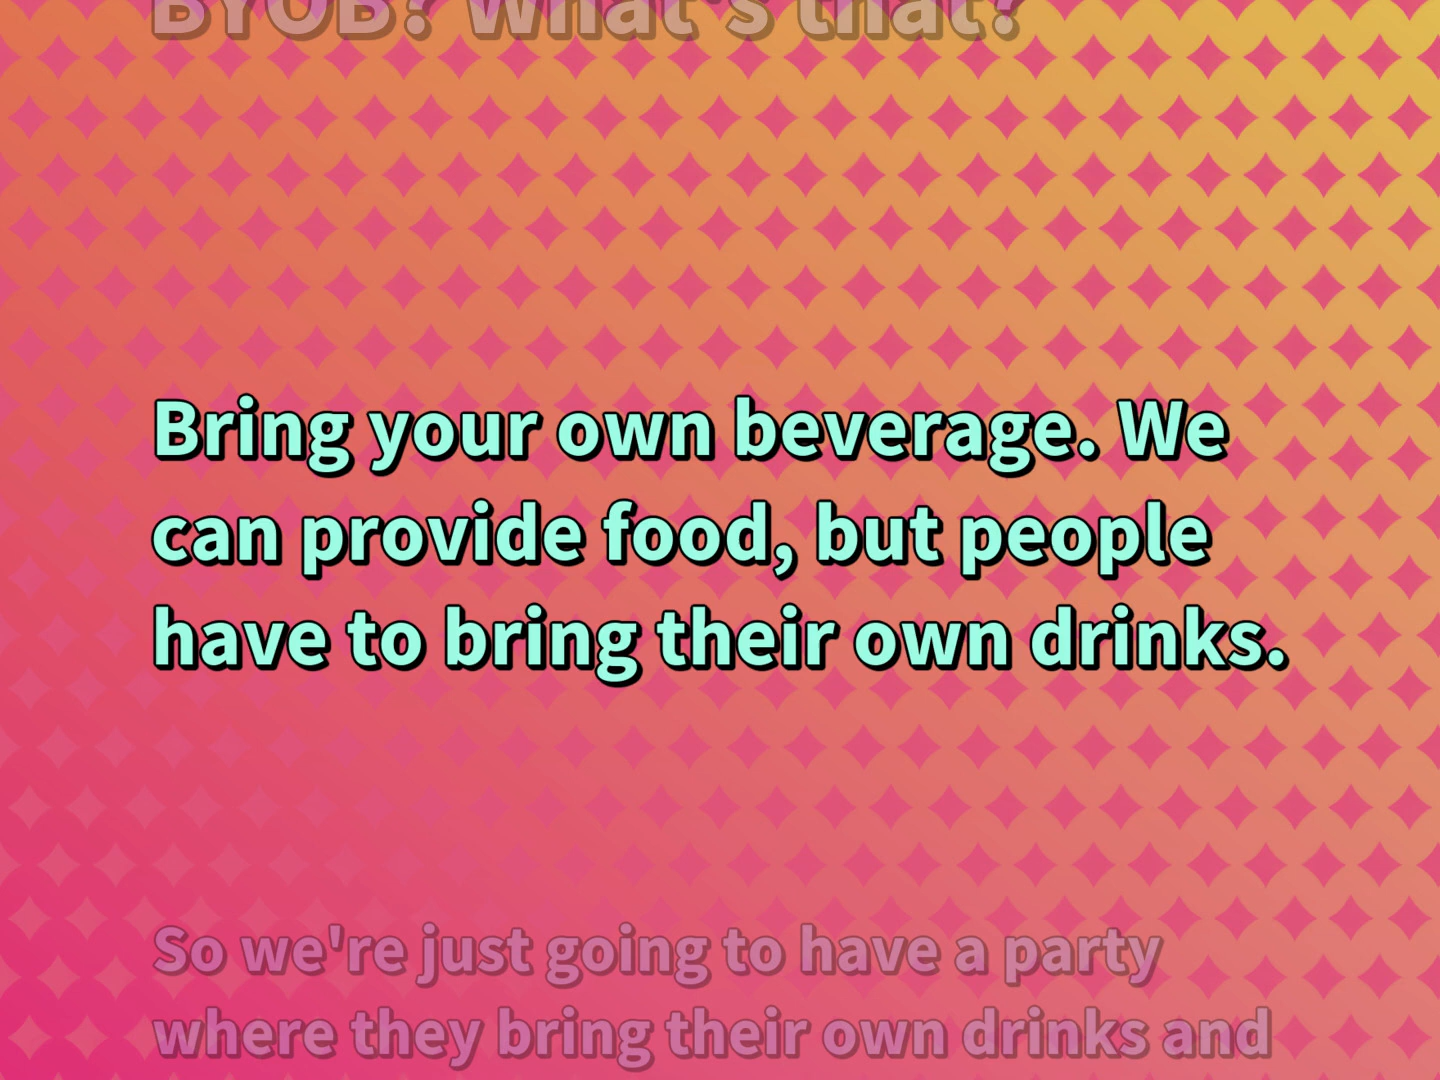 BYOB? What's that?
Bring your own beverage. We
can provide food, but people
have to bring their own drinks.
So we're just going to have a party
where they bring their own drinks and